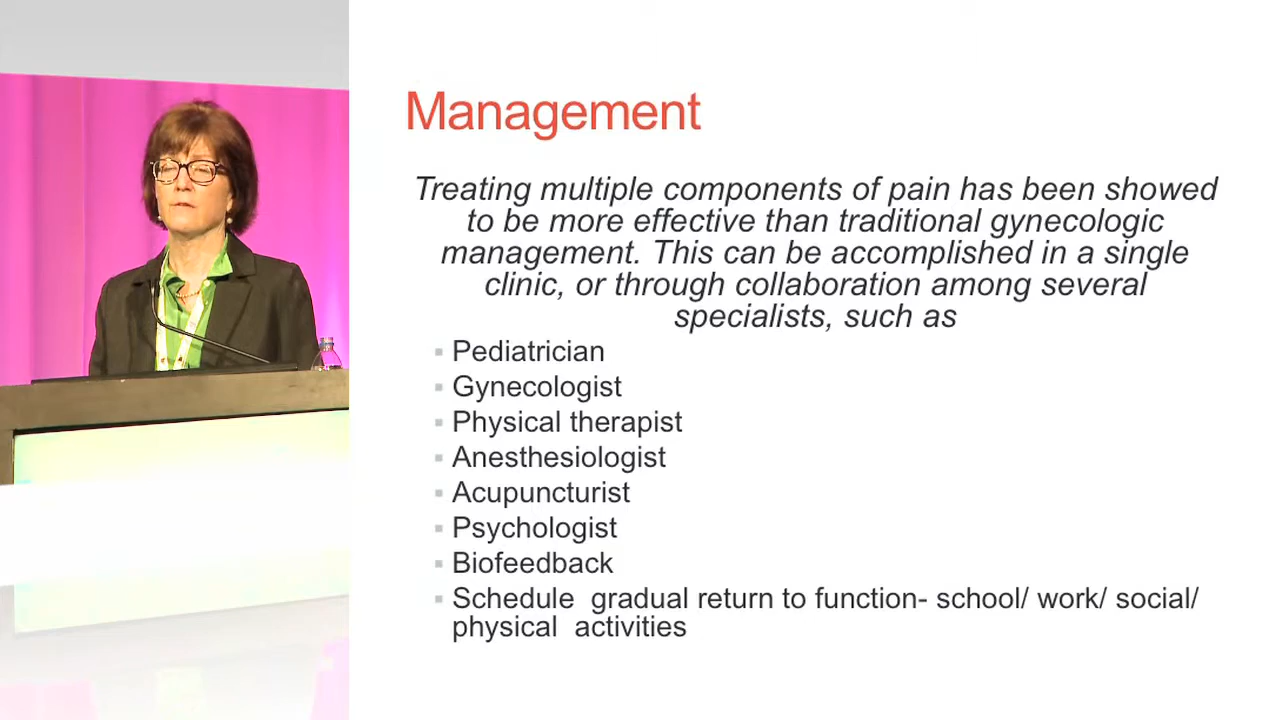 Management
Treating multiple components of pain has been showed
to be more effective than traditional gynecologic
management. This can be accomplished in a single
clinic, or through collaboration among several
specialists, such as
Pediatrician
Gynecologist
Physical therapist
Anesthesiologist
Acupuncturist
Psychologist
Biofeedback
Schedule gradual return to function- school/ work/ social/
physical activities